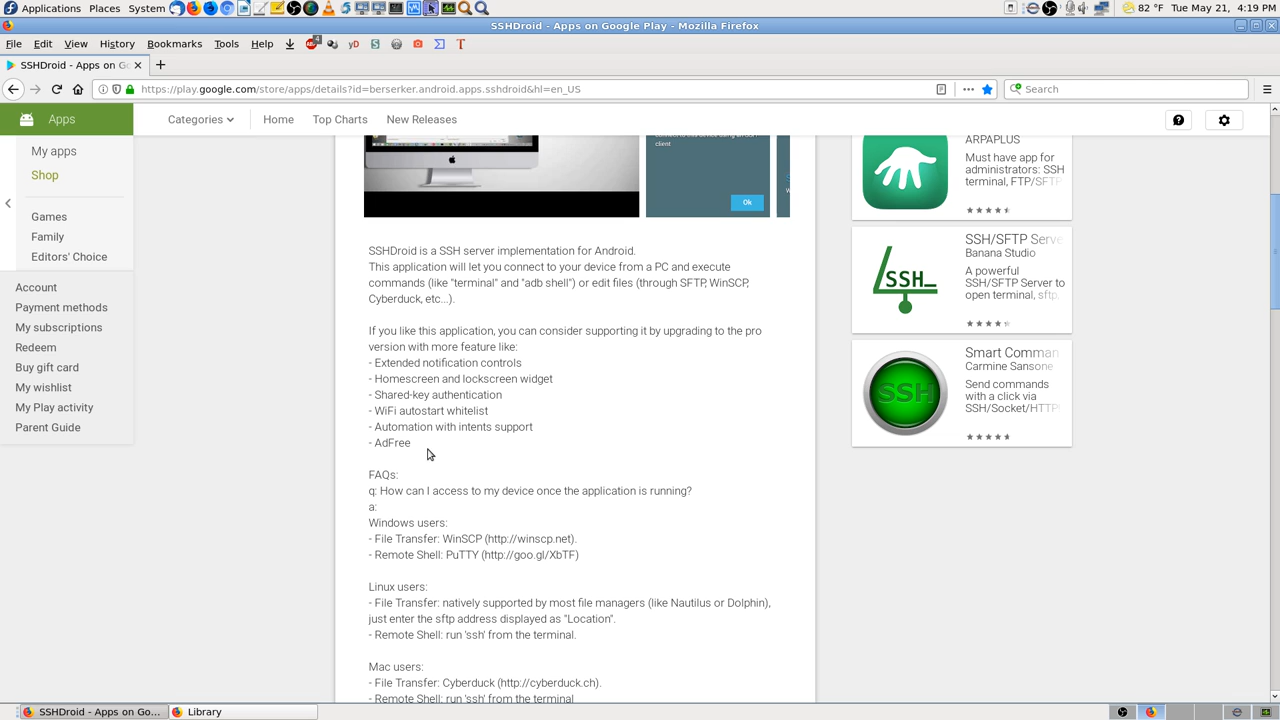 Applications Places System 82 °F Tue May 21, 4:19 PM
SSHDroid - Apps on Google Play - Mozilla Firefox
File Edit View History Bookmarks Tools Help 4 yD S T
SSHDroid - Apps on Go
https://play.google.com/store/apps/details?id=berserker.android.apps.sshdroid&hl=en_US Search
Apps Categories Home Top Charts New Releases
My apps
Shop
Games
Family
Editors' Choice
Account
Payment methods
My subscriptions
Redeem
Buy gift card
My wishlist
My Play activity
Parent Guide
client.
Ok
SSHDroid is a SSH server implementation for Android.
This application will let you connect to your device from a PC and execute
commands (like "terminal" and "adb shell") or edit files (through SFTP, WinSCP,
Cyberduck, etc...).
If you like this application, you can consider supporting it by upgrading to the pro
version with more feature like:
- Extended notification controls
- Homescreen and lockscreen widget
- Shared-key authentication
- WiFi autostart whitelist
- Automation with intents support
- AdFree
FAQs:
q: How can I access to my device once the application is running?
a:
Windows users:
- File Transfer: WinSCP (http://winscp.net).
- Remote Shell: PuTTY (http://goo.gl/XbTF)
Linux users:
- File Transfer: natively supported by most file managers (like Nautilus or Dolphin),
just enter the sftp address displayed as "Location".
- Remote Shell: run 'ssh' from the terminal.
Mac users:
- File Transfer: Cyberduck (http://cyberduck.ch).
- Remote Shell: run 'ssh' from the terminal
ARPAPLUS
Must have app for
administrators: SSH
terminal, FTP/SFTP
SSH_
SSH/SFTP Serve
Banana Studio
A powerful
SSH/SFTP Server to
open terminal, sftp,
SSH
Smart Comman
Carmine Sansone
Send commands
with a click via
SSH/Socket/HTTP
SSHDroid - Apps on Go... Library